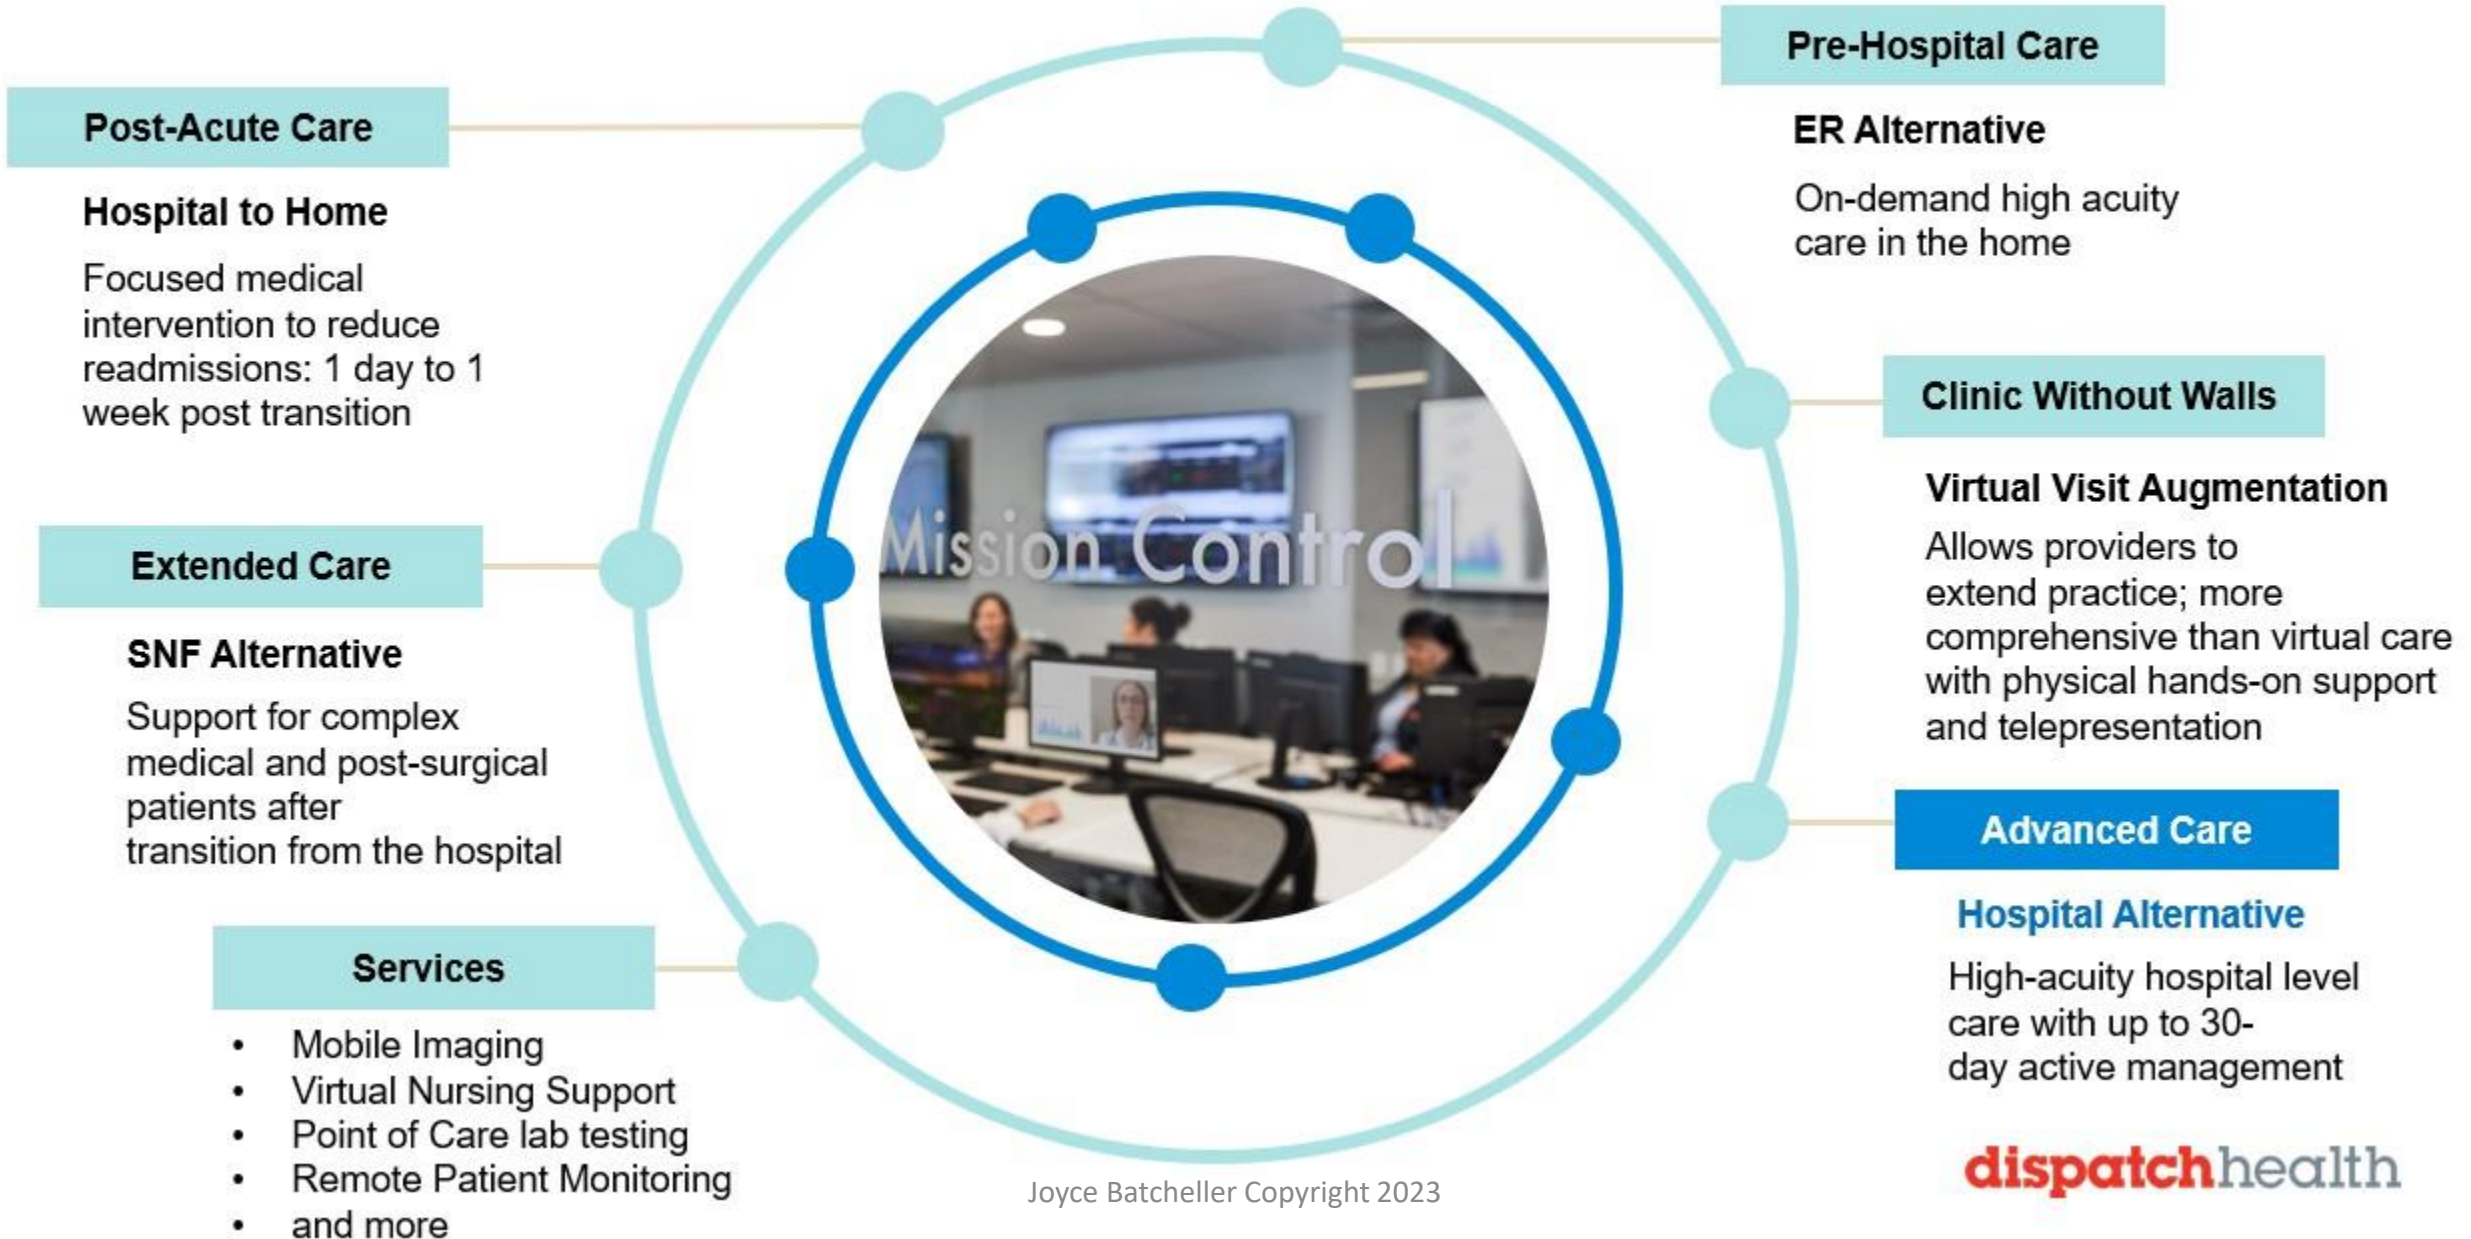 Pre-Hospital Care
ER Alternative
On-demand high acuity
care in the home
Clinic Without Walls
Virtual Visit Augmentation
Allows providers to
extend practice; more
comprehensive than virtual care
with physical hands-on support
and telepresentation
Advanced Care
Hospital Alternative
High-acuity hospital level
care with up to 30-
day active management
Post-Acute Care
Hospital to Home
Focused medical
intervention to reduce
readmissions: 1 day to 1
week post transition
Extended Care
SNF Alternative
Support for complex
medical and post-surgical
patients after
transition from the hospital
Services
• Mobile Imaging
• Virtual Nursing Support
• Point of Care lab testing
• Remote Patient Monitoring
• and more
Mission Control
Joyce Batcheller Copyright 2023
dispatchhealth